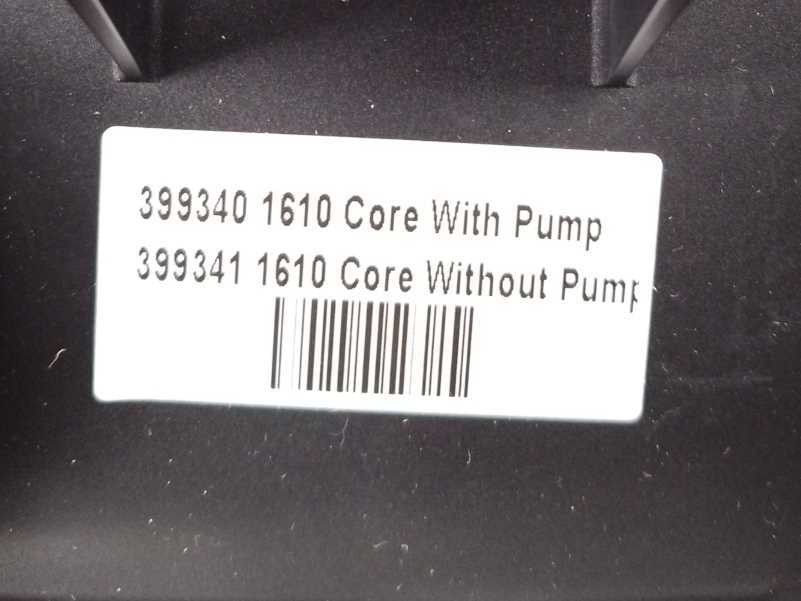 399340 1610 Core With Pump
399341 1610 Core Without Pump